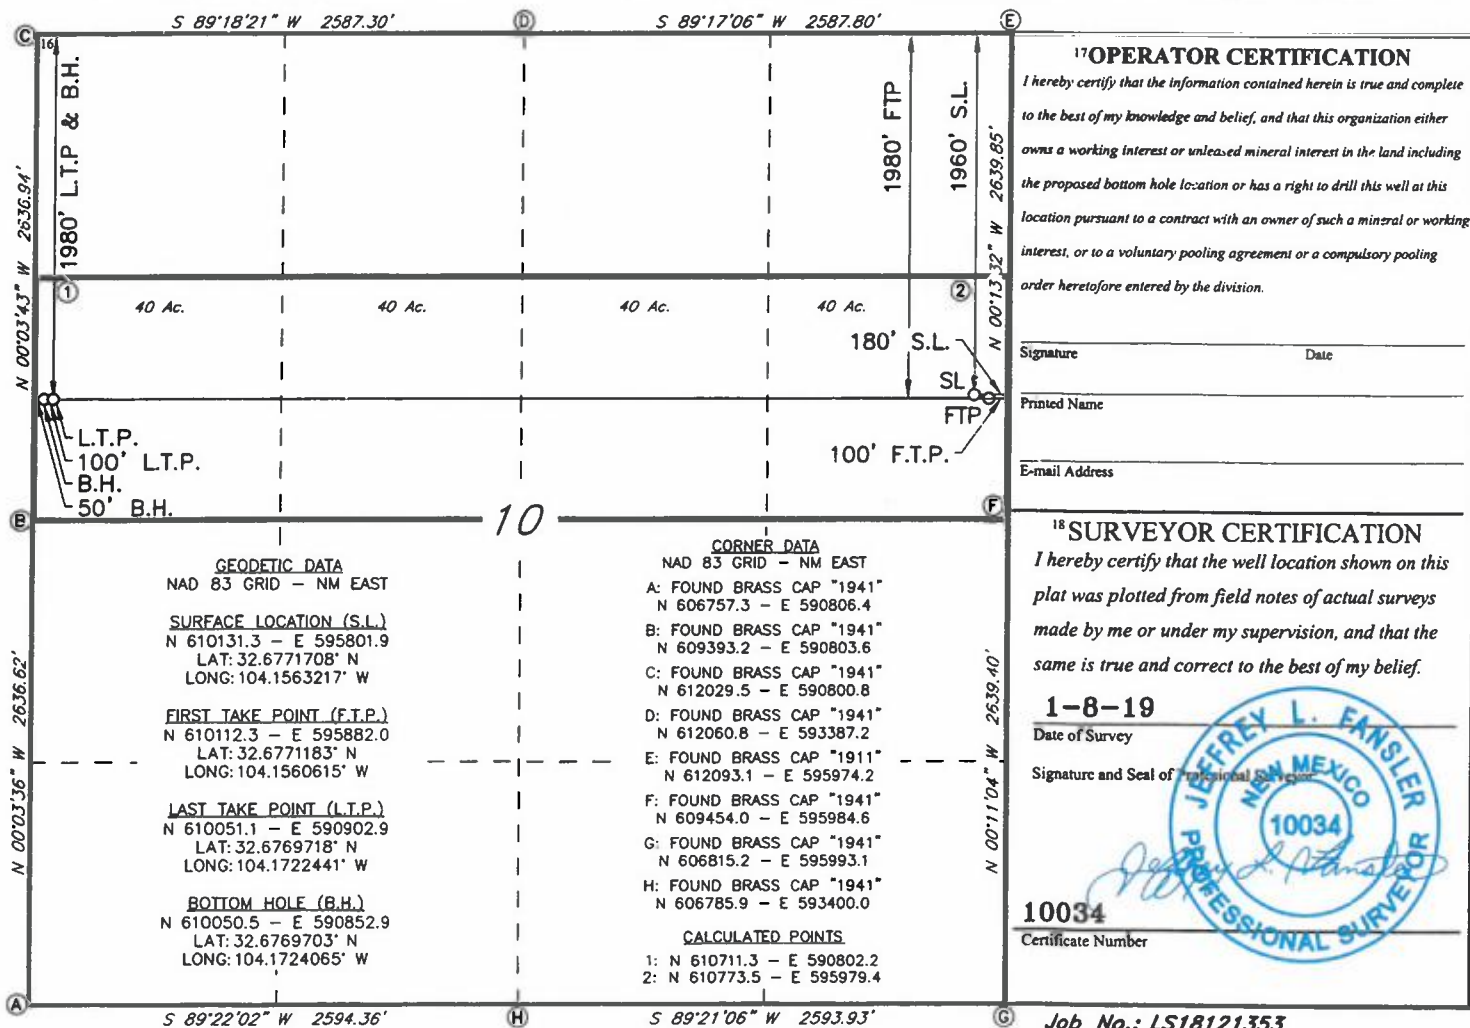 S 89°18'21" W 2587.30'
S 89°17'06" W 2587.80'
C
D
E
16
1980' L.T.P & B.H.
1980' FTP
1960' S.L.
N 00°03'43" W 2636.94'
N 00°13'32" W 2639.85'
1
2
40 Ac.
40 Ac.
40 Ac.
40 Ac.
180' S.L.
SL
FTP
100' F.T.P.
L.T.P.
100' L.T.P.
B.H.
50' B.H.
B
10
F
GEODETIC DATA
NAD 83 GRID - NM EAST
SURFACE LOCATION (S.L.)
N 610131.3 - E 595801.9
LAT: 32.6771708° N
LONG: 104.1563217° W
FIRST TAKE POINT (F.T.P.)
N 610112.3 - E 595882.0
LAT: 32.6771183° N
LONG: 104.1560615° W
LAST TAKE POINT (L.T.P.)
N 610051.1 - E 590902.9
LAT: 32.6769718° N
LONG: 104.1722441° W
BOTTOM HOLE (B.H.)
N 610050.5 - E 590852.9
LAT: 32.6769703° N
LONG: 104.1724065° W
CORNER DATA
NAD 83 GRID - NM EAST
A: FOUND BRASS CAP "1941"
N 606757.3 - E 590806.4
B: FOUND BRASS CAP "1941"
N 609393.2 - E 590803.6
C: FOUND BRASS CAP "1941"
N 612029.5 - E 590800.8
D: FOUND BRASS CAP "1941"
N 612060.8 - E 593387.2
E: FOUND BRASS CAP "1911"
N 612093.1 - E 595974.2
F: FOUND BRASS CAP "1941"
N 609454.0 - E 595984.6
G: FOUND BRASS CAP "1941"
N 606815.2 - E 595993.1
H: FOUND BRASS CAP "1941"
N 606785.9 - E 593400.0
CALCULATED POINTS
1: N 610711.3 - E 590802.2
2: N 610773.5 - E 595979.4
N 00°03'36" W 2636.62'
N 00°11'04" W 2639.40'
A
H
G
S 89°22'02" W 2594.36'
S 89°21'06" W 2593.93'
17 OPERATOR CERTIFICATION
I hereby certify that the information contained herein is true and complete
to the best of my knowledge and belief, and that this organization either
owns a working interest or unleased mineral interest in the land including
the proposed bottom hole location or has a right to drill this well at this
location pursuant to a contract with an owner of such a mineral or working
interest, or to a voluntary pooling agreement or a compulsory pooling
order heretofore entered by the division.
Signature Date
Printed Name
E-mail Address
18 SURVEYOR CERTIFICATION
I hereby certify that the well location shown on this
plat was plotted from field notes of actual surveys
made by me or under my supervision, and that the
same is true and correct to the best of my belief.
1-8-19
Date of Survey
Signature and Seal of Professional Surveyor
JEFFREY L. FANSLER
NEW MEXICO
10034
PROFESSIONAL SURVEYOR
Jeffrey L. Fansler
10034
Certificate Number
Job No.: LS18121353